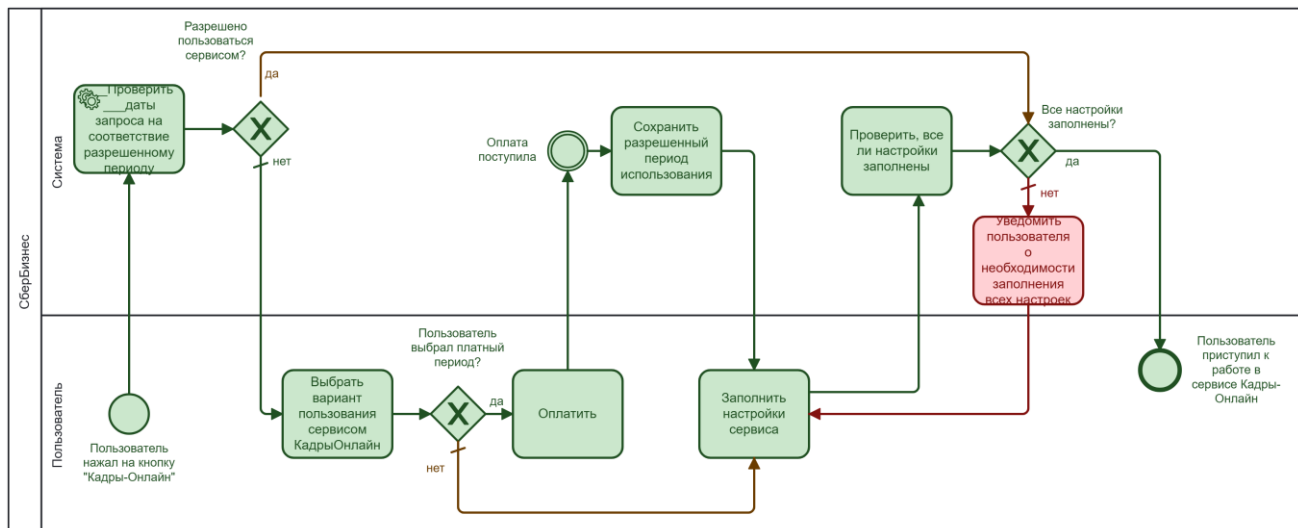 СберБизнес
Система
Пользователь
Разрешено
пользоваться
сервисом?
да
нет
__Проверить
___даты
запроса на
соответствие
разрешенному
периоду
Оплата
поступила
Сохранить
разрешенный
период
использования
Проверить, все
ли настройки
заполнены
Все настройки
заполнены?
да
нет
Уведомить
пользователя
о
необходимости
заполнения
всех настроек
Пользователь
нажал на кнопку
"Кадры-Онлайн"
Выбрать
вариант
пользования
сервисом
КадрыОнлайн
Пользователь
выбрал платный
период?
да
нет
Оплатить
Заполнить
настройки
сервиса
Пользователь
приступил к
работе в
сервисе Кадры-
Онлайн